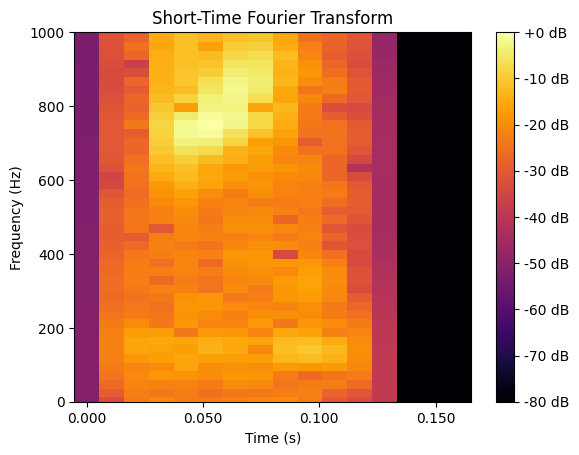 Short-Time Fourier Transform
Frequency (Hz)
1000
800
600
400
200
0
0.000
0.050
0.100
0.150
Time (s)
+0 dB
-10 dB
-20 dB
-30 dB
-40 dB
-50 dB
-60 dB
-70 dB
-80 dB